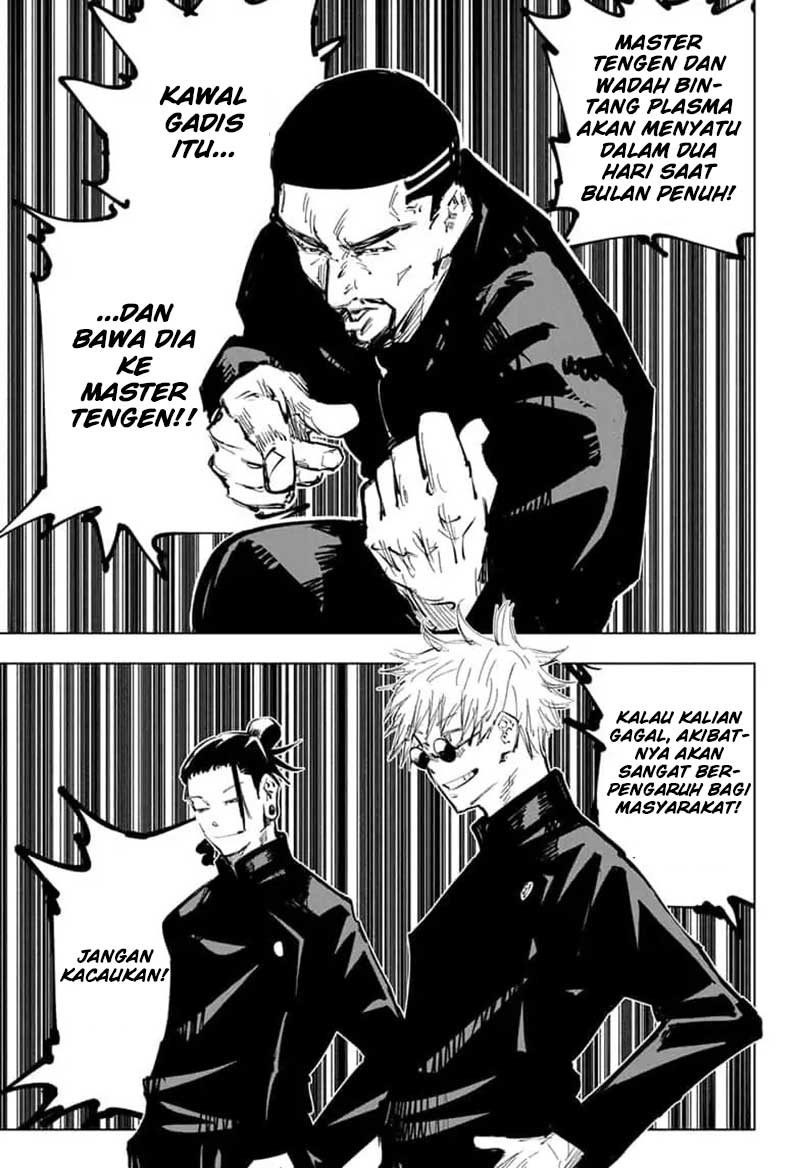 MASTER
TENGEN DAN
WADAH BIN-
TANG PLASMA
AKAN MENYATU
DALAM DUA
HARI SAAT
BULAN PENUH!
KAWAL
GADIS
ITU...
...DAN
BAWA DIA
KE
MASTER
TENGEN!!
KALAU KALIAN
GAGAL, AKIBAT-
NYA AKAN
SANGAT BER-
PENGARUH BAGI
MASYARAKAT!
JANGAN
KACAUKAN!